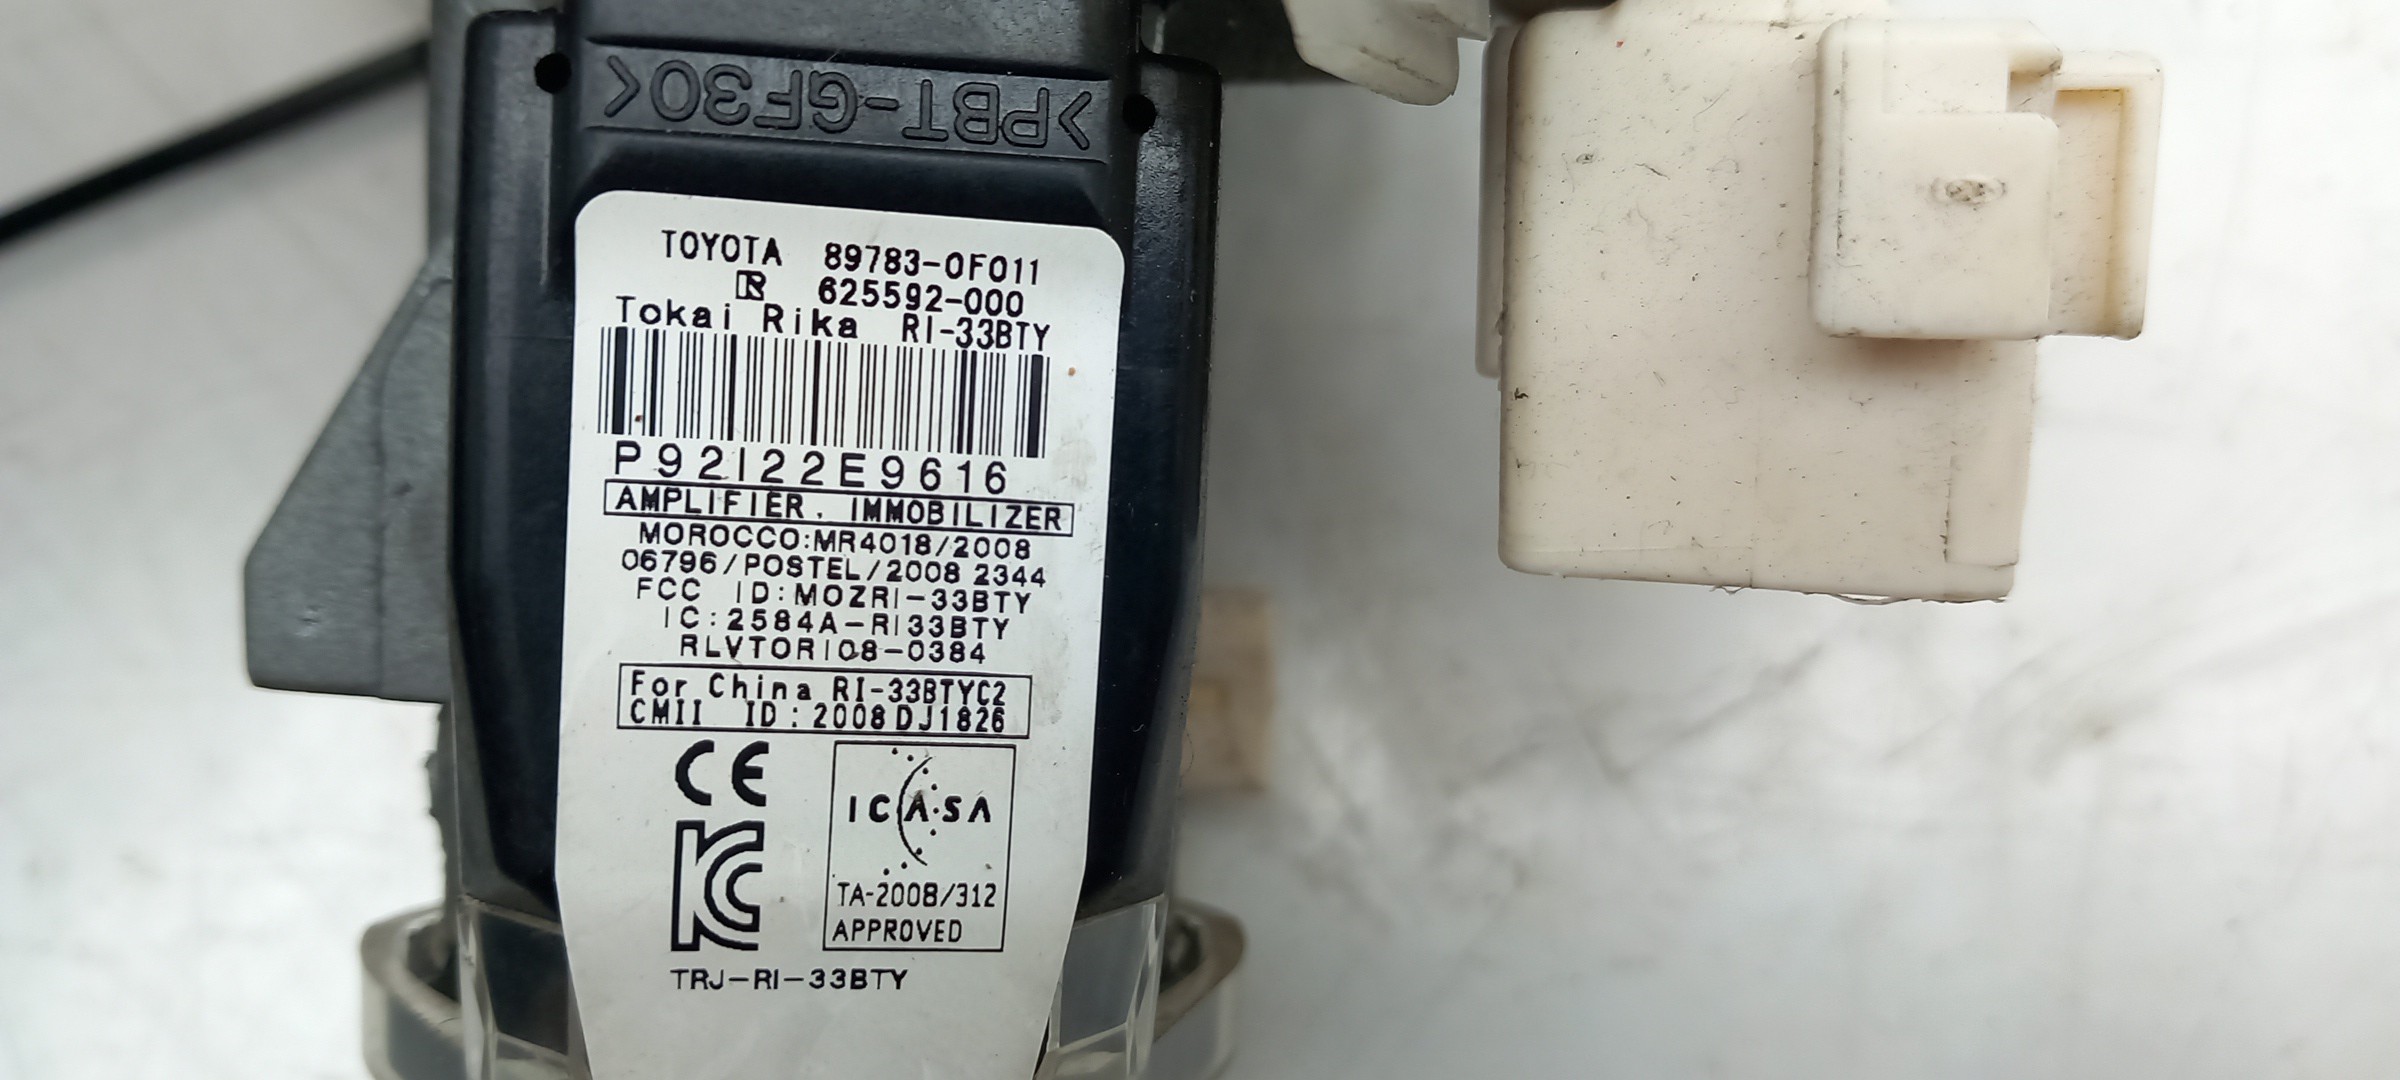 >PBT-GF30<
TOYOTA 89783-0F011
R 625592-000
Tokai Rika RI-33BTY
P92I22E9616
AMPLIFIER, IMMOBILIZER
MOROCCO:MR4018/2008
06796/POSTEL/2008 2344
FCC ID:MOZRI-33BTY
IC:2584A-RI33BTY
RLVTORI08-0384
For China RI-33BTYC2
CMII ID:2008DJ1826
CE
ICASA
KC
TA-2008/312
APPROVED
TRJ-RI-33BTY